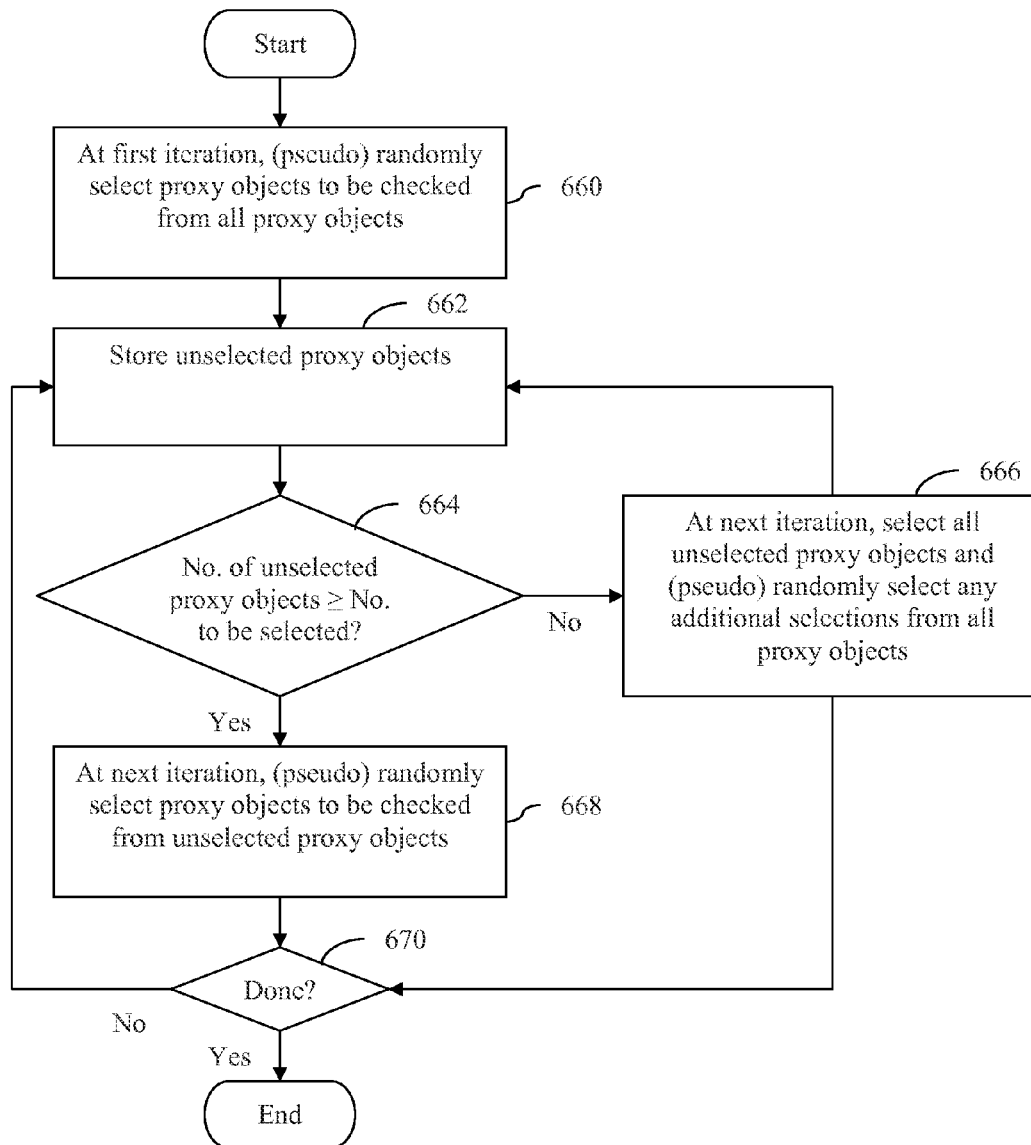 Start
At first iteration, (pseudo) randomly
select proxy objects to be checked
from all proxy objects
660
662
Store unselected proxy objects
664
No. of unselected
proxy objects ≥ No.
to be selected?
No
666
At next iteration, select all
unselected proxy objects and
(pseudo) randomly select any
additional selections from all
proxy objects
Yes
At next iteration, (pseudo) randomly
select proxy objects to be checked
from unselected proxy objects
668
670
Done?
No
Yes
End